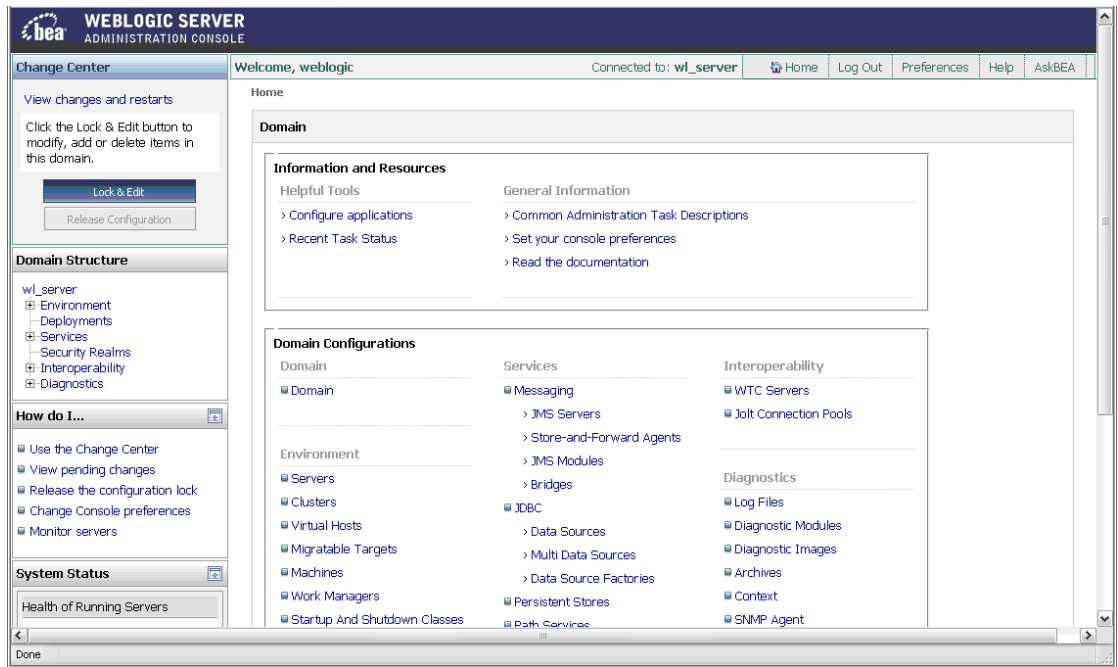 bea
WEBLOGIC SERVER
ADMINISTRATION CONSOLE
Change Center
View changes and restarts
Click the Lock & Edit button to
modify, add or delete items in
this domain.
Lock & Edit
Release Configuration
Domain Structure
wl_server
Environment
Deployments
Services
Security Realms
Interoperability
Diagnostics
How do I...
Use the Change Center
View pending changes
Release the configuration lock
Change Console preferences
Monitor servers
System Status
Health of Running Servers
Welcome, weblogic
Connected to: wl_server
Home
Log Out
Preferences
Help
AskBEA
Home
Domain
Information and Resources
Helpful Tools
› Configure applications
› Recent Task Status
General Information
› Common Administration Task Descriptions
› Set your console preferences
› Read the documentation
Domain Configurations
Domain
Domain
Environment
Servers
Clusters
Virtual Hosts
Migratable Targets
Machines
Work Managers
Startup And Shutdown Classes
Services
Messaging
› JMS Servers
› Store-and-Forward Agents
› JMS Modules
› Bridges
JDBC
› Data Sources
› Multi Data Sources
› Data Source Factories
Persistent Stores
Path Services
Interoperability
WTC Servers
Jolt Connection Pools
Diagnostics
Log Files
Diagnostic Modules
Diagnostic Images
Archives
Context
SNMP Agent
Done